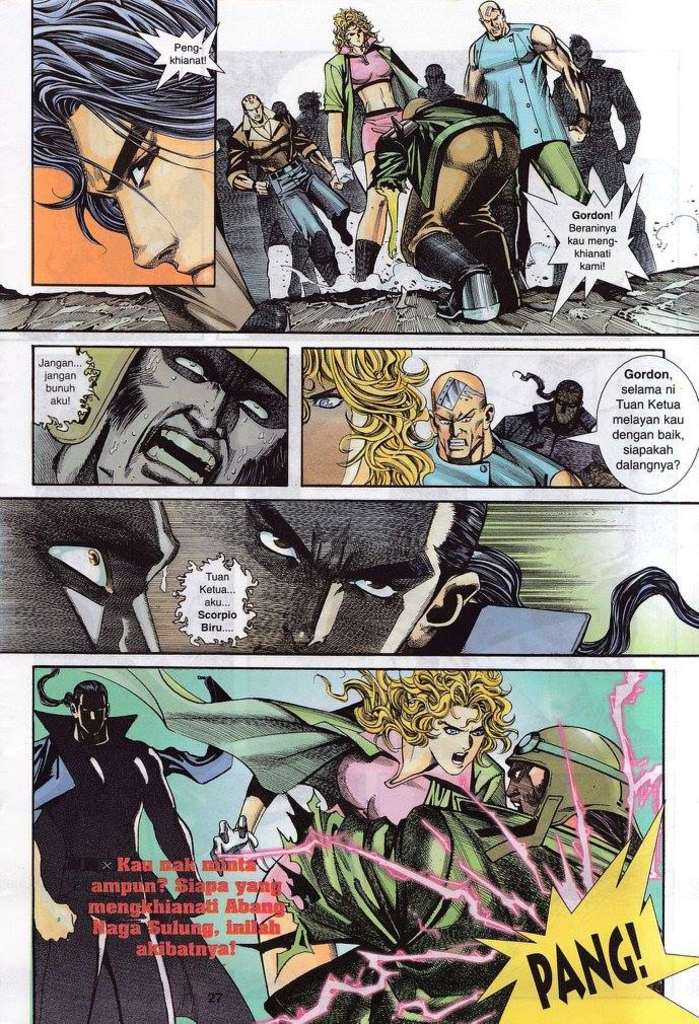 Peng-
khianat!
Gordon!
Beraninya
kau meng-
khianati
kami!
Jangan...
jangan
bunuh
aku!
Gordon,
selama ni
Tuan Ketua
melayan kau
dengan baik,
siapakah
dalangnya?
Tuan
Ketua...
aku...
Scorpio
Biru....
Kau nak minta
ampun? Siapa yang
mengkhianati Abang
Naga Sulung, inilah
akibatnya!
PANG!
27